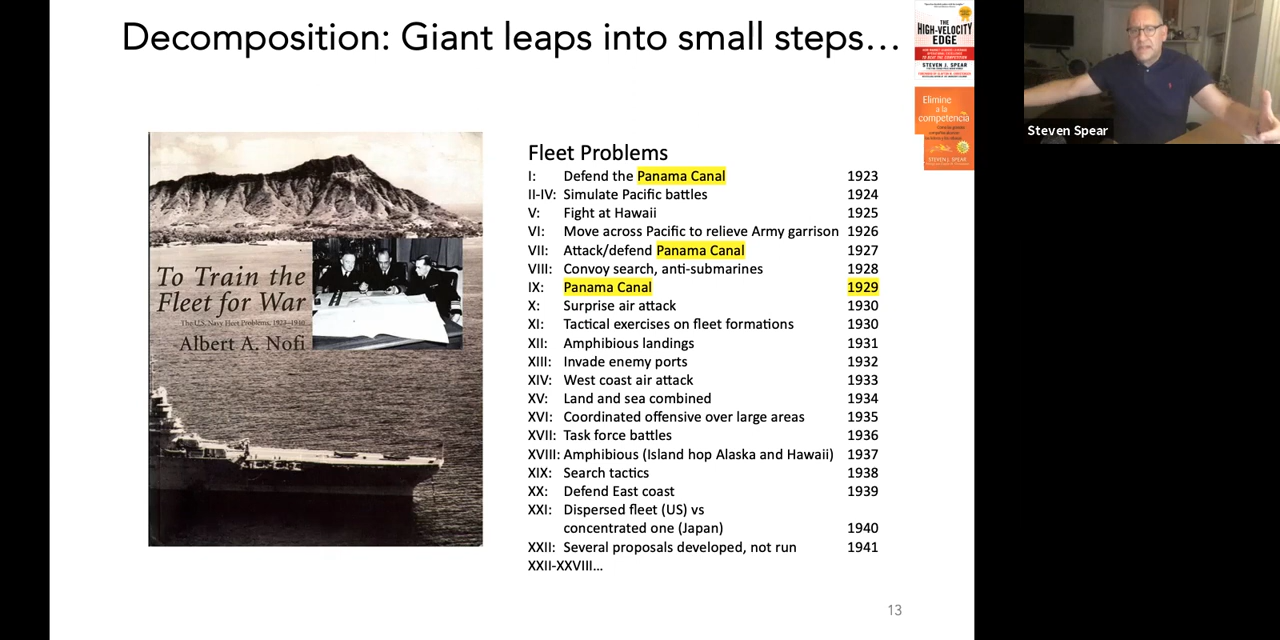 Decomposition: Giant leaps into small steps…
THE
HIGH-VELOCITY
EDGE
STEVEN J. SPEAR
Elimine
a la
competencia
STEVEN J. SPEAR
Steven Spear
To Train the
Fleet for War
The U.S. Navy Fleet Problems, 1923–1940
Albert A. Nofi
Fleet Problems
I: Defend the Panama Canal 1923
II-IV: Simulate Pacific battles 1924
V: Fight at Hawaii 1925
VI: Move across Pacific to relieve Army garrison 1926
VII: Attack/defend Panama Canal 1927
VIII: Convoy search, anti-submarines 1928
IX: Panama Canal 1929
X: Surprise air attack 1930
XI: Tactical exercises on fleet formations 1930
XII: Amphibious landings 1931
XIII: Invade enemy ports 1932
XIV: West coast air attack 1933
XV: Land and sea combined 1934
XVI: Coordinated offensive over large areas 1935
XVII: Task force battles 1936
XVIII: Amphibious (Island hop Alaska and Hawaii) 1937
XIX: Search tactics 1938
XX: Defend East coast 1939
XXI: Dispersed fleet (US) vs
concentrated one (Japan) 1940
XXII: Several proposals developed, not run 1941
XXII-XXVIII…
13